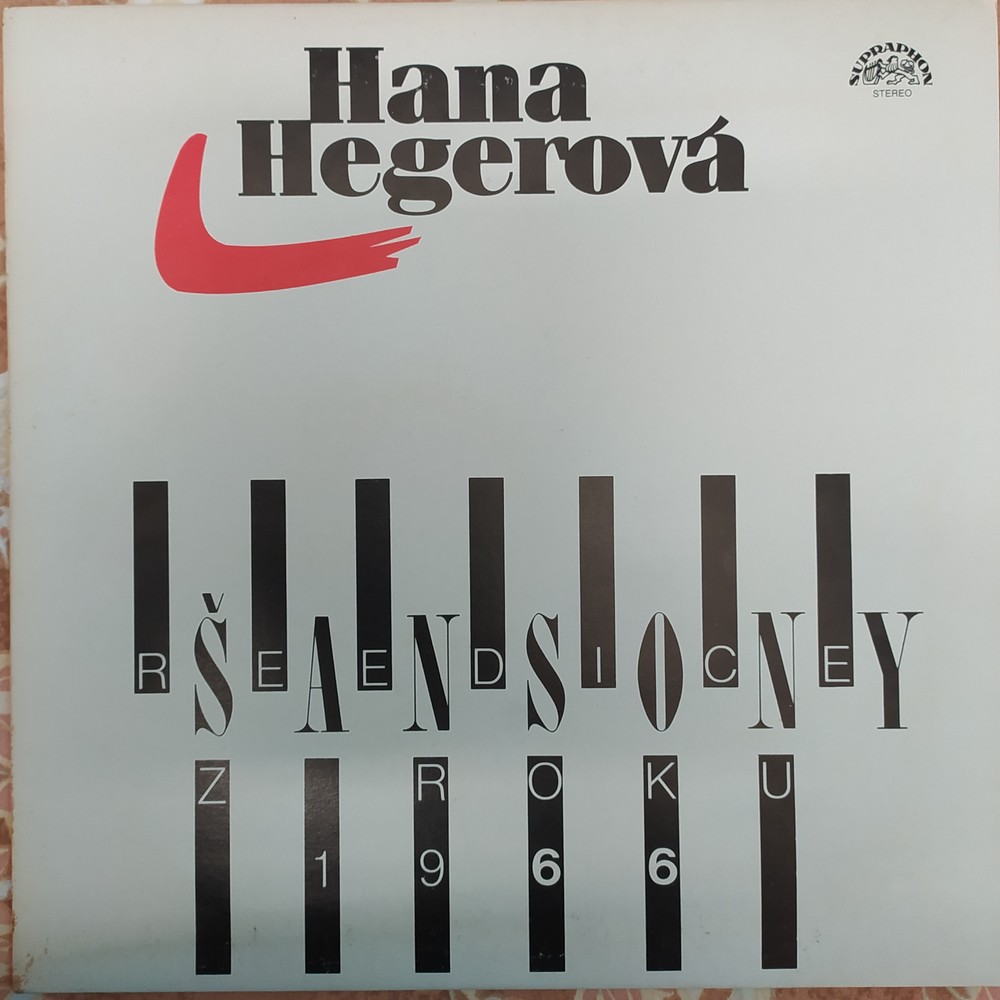 Hana
Hegerová
SUPRAPHON
STEREO
REEDICE
ŠANSONY
Z ROKU
1966